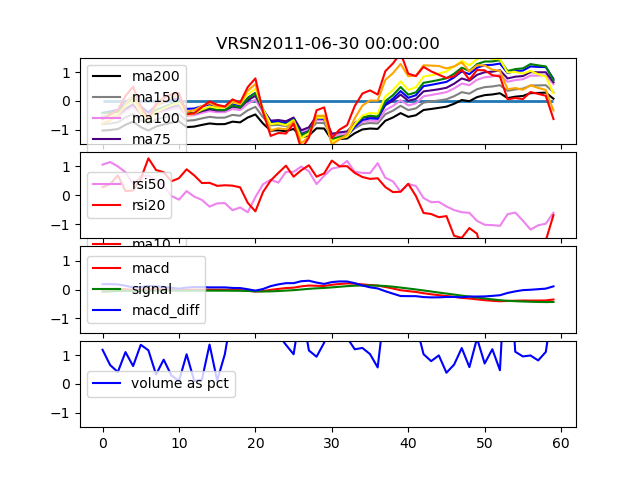 VRSN2011-06-30 00:00:00
1
0
−1
ma200
ma150
ma100
ma75
1
0
−1
rsi50
rsi20
ma10
1
0
−1
macd
signal
macd_diff
1
0
−1
volume as pct
0 10 20 30 40 50 60